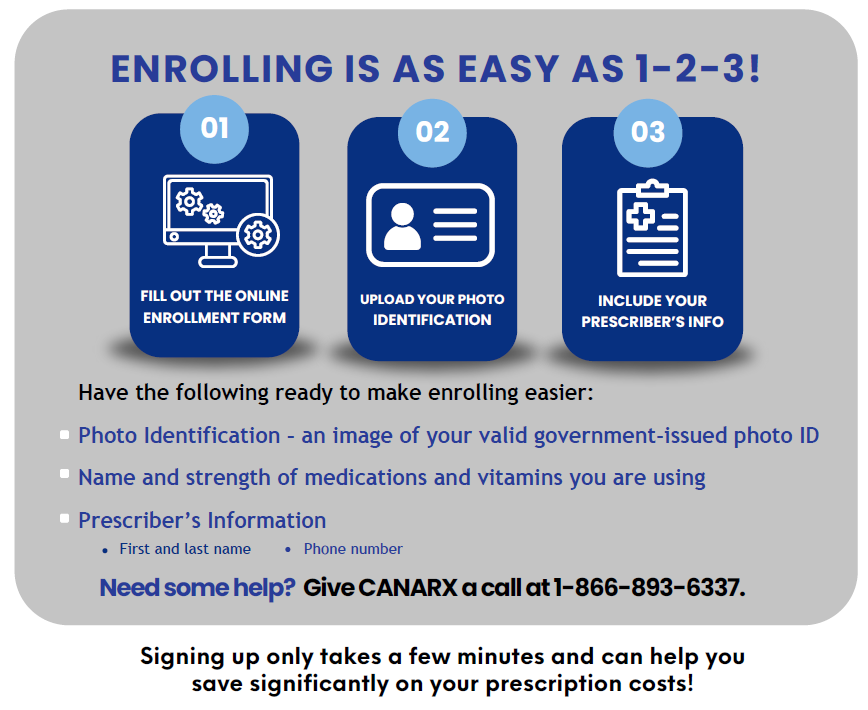 ENROLLING IS AS EASY AS 1-2-3!
01
02
03
FILL OUT THE ONLINE
ENROLLMENT FORM
UPLOAD YOUR PHOTO
IDENTIFICATION
INCLUDE YOUR
PRESCRIBER'S INFO
Have the following ready to make enrolling easier:
Photo Identification – an image of your valid government-issued photo ID
Name and strength of medications and vitamins you are using
Prescriber's Information
• First and last name • Phone number
Need some help? Give CANARX a call at 1-866-893-6337.
Signing up only takes a few minutes and can help you
save significantly on your prescription costs!